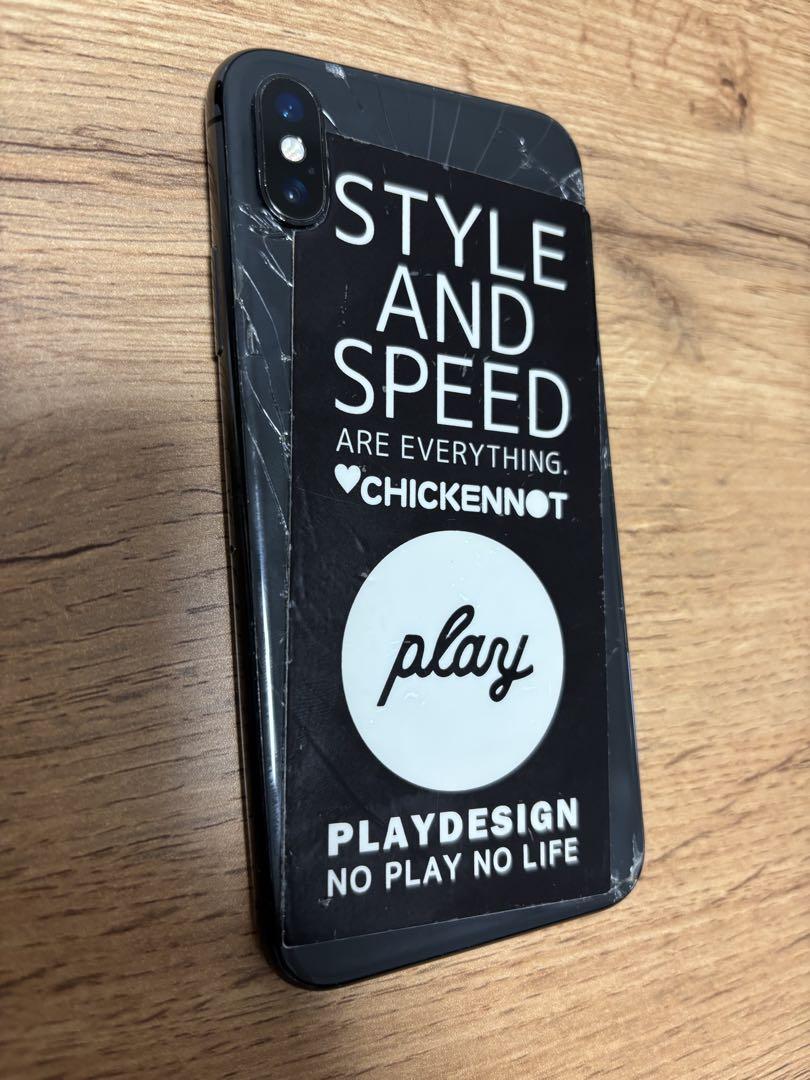 STYLE
AND
SPEED
ARE EVERYTHING.
♥CHICKENNOT
play
PLAYDESIGN
NO PLAY NO LIFE